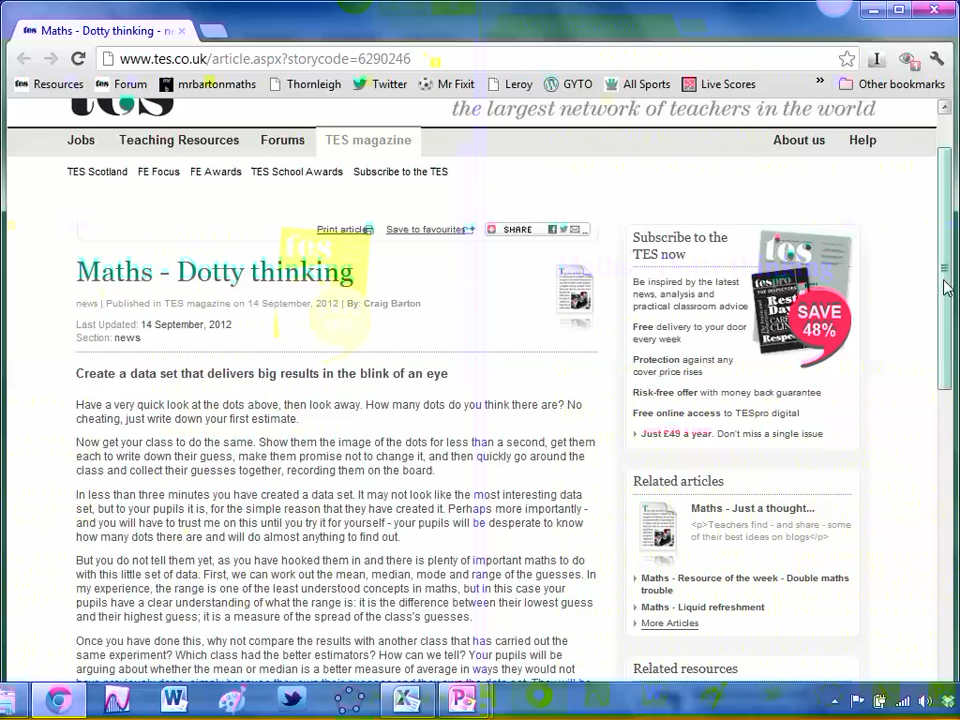 Maths - Dotty thinking - n
www.tes.co.uk/article.aspx?storycode=6290246
Resources Forum mrbartonmaths Thornleigh Twitter Mr Fixit Leroy GYTO All Sports Live Scores » Other bookmarks
tes the largest network of teachers in the world
Jobs Teaching Resources Forums TES magazine About us Help
TES Scotland FE Focus FE Awards TES School Awards Subscribe to the TES
Print article Save to favourites SHARE
Maths - Dotty thinking
news | Published in TES magazine on 14 September, 2012 | By: Craig Barton
Last Updated: 14 September, 2012
Section: news
Create a data set that delivers big results in the blink of an eye
Have a very quick look at the dots above, then look away. How many dots do you think there are? No
cheating, just write down your first estimate.
Now get your class to do the same. Show them the image of the dots for less than a second, get them
each to write down their guess, make them promise not to change it, and then quickly go around the
class and collect their guesses together, recording them on the board.
In less than three minutes you have created a data set. It may not look like the most interesting data
set, but to your pupils it is, for the simple reason that they have created it. Perhaps more importantly -
and you will have to trust me on this until you try it for yourself - your pupils will be desperate to know
how many dots there are and will do almost anything to find out.
But you do not tell them yet, as you have hooked them in and there is plenty of important maths to do
with this little set of data. First, we can work out the mean, median, mode and range of the guesses. In
my experience, the range is one of the least understood concepts in maths, but in this case your
pupils have a clear understanding of what the range is: it is the difference between their lowest guess
and their highest guess; it is a measure of the spread of the class's guesses.
Once you have done this, why not compare the results with another class that has carried out the
same experiment? Which class had the better estimators? How can we tell? Your pupils will be
arguing about whether the mean or median is a better measure of average in ways they would not
Subscribe to the
TES now
Be inspired by the latest
news, analysis and
practical classroom advice
Free delivery to your door
every week
Protection against any
cover price rises
Risk-free offer with money back guarantee
Free online access to TESpro donly
Just £49 a year. Don't miss a single issue
SAVE
48%
Related articles
Maths - Just a thought...
<p>Teachers find - and share - some
of their best ideas on blogs</p>
Maths - Resource of the week - Double maths
trouble
Maths - Liquid refreshment
More Articles
Related resources